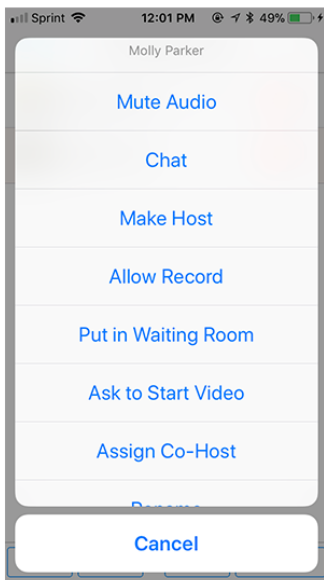 Sprint 12:01 PM 49%
Molly Parker
Mute Audio
Chat
Make Host
Allow Record
Put in Waiting Room
Ask to Start Video
Assign Co-Host
Rename
Cancel